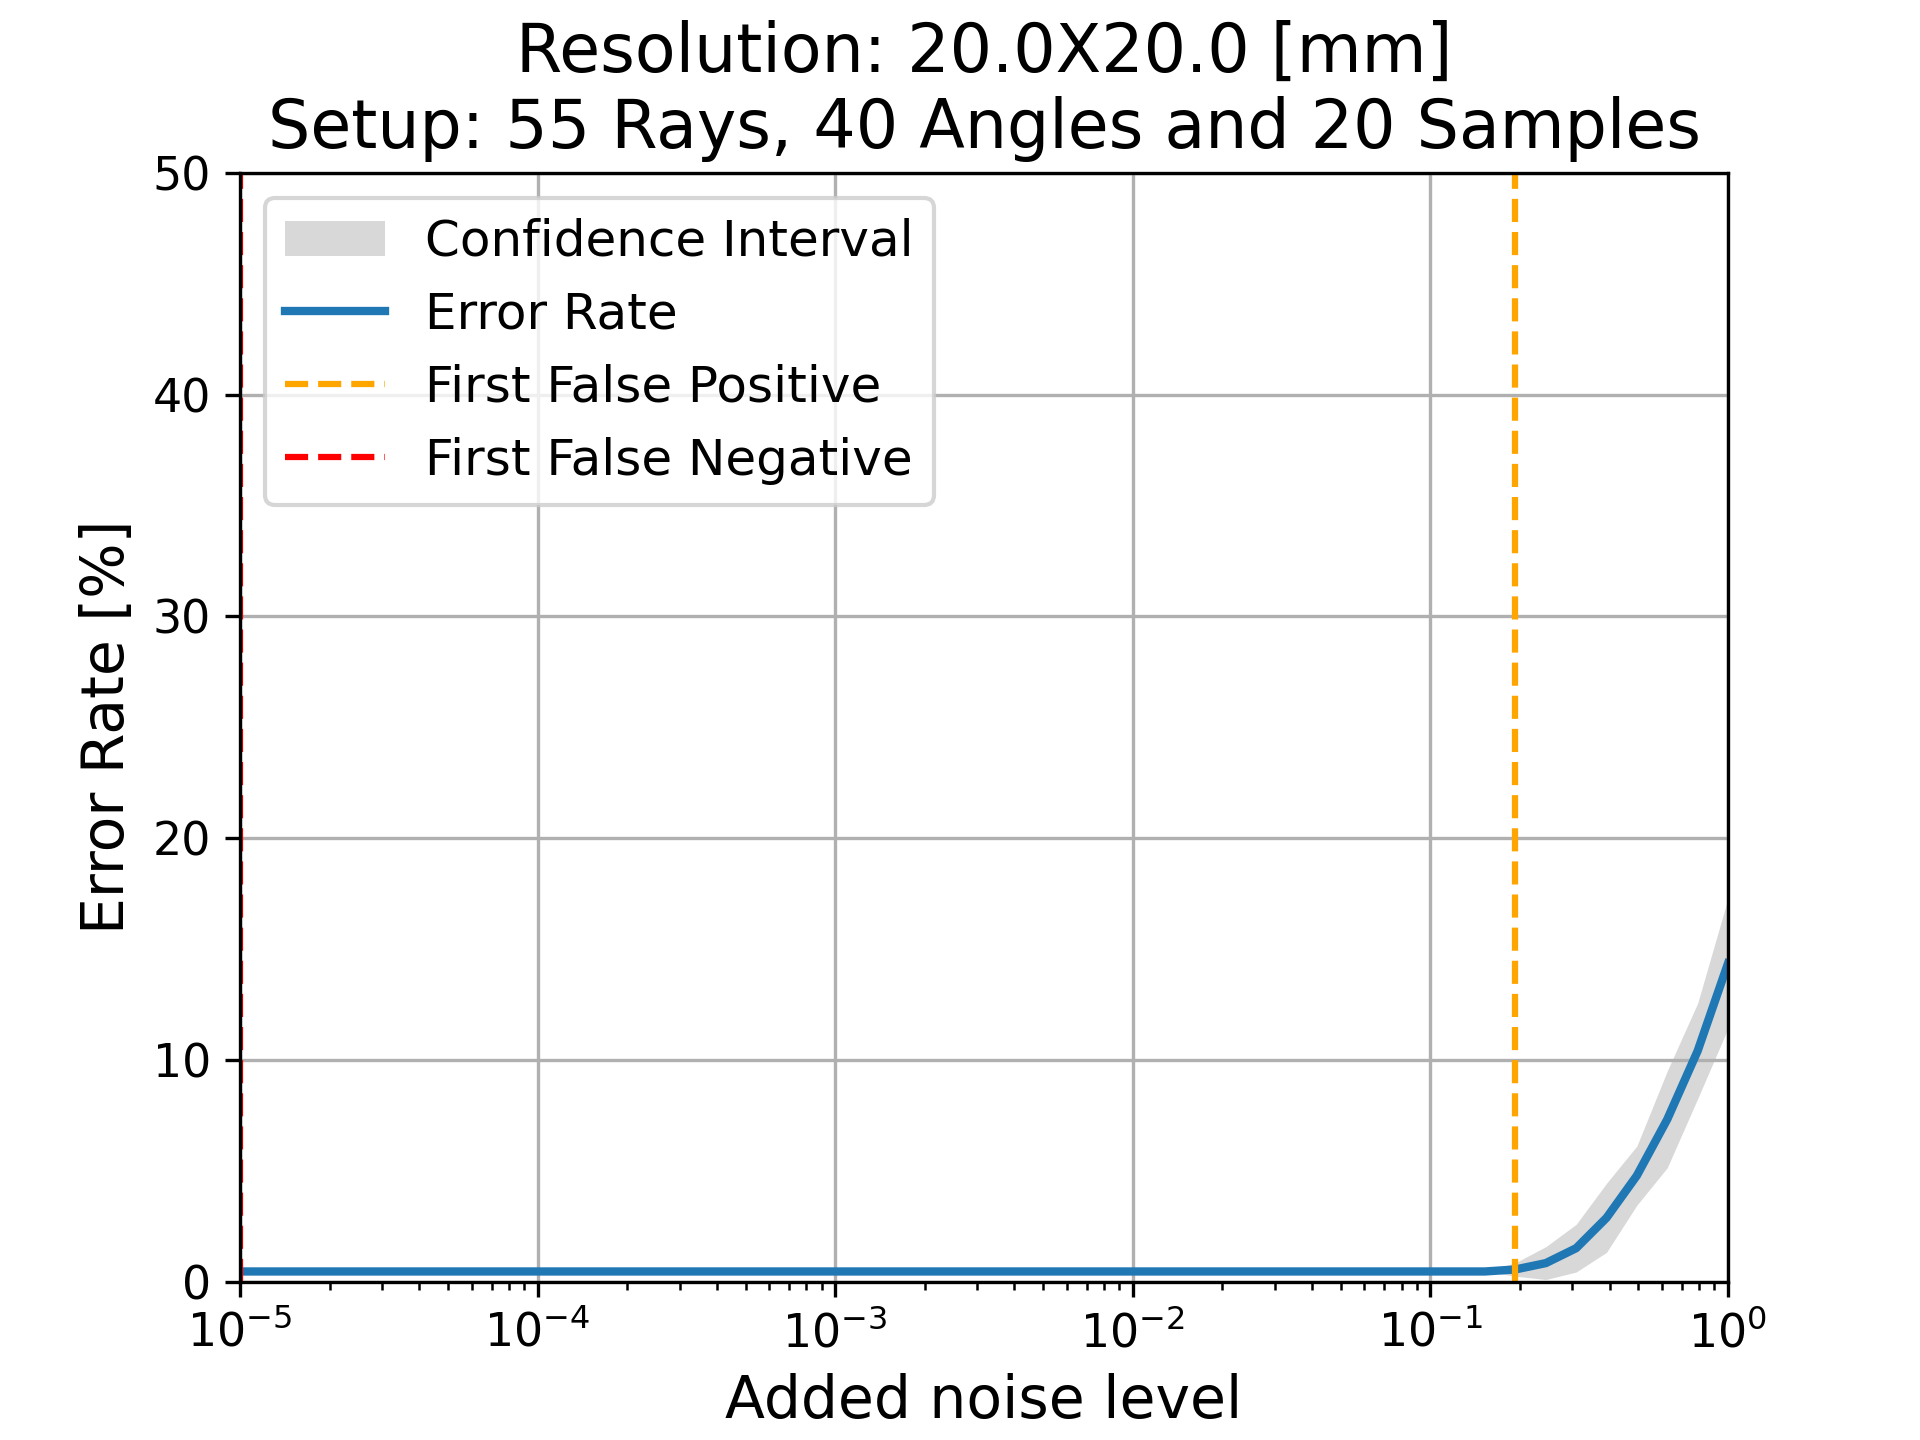 Resolution: 20.0X20.0 [mm]
Setup: 55 Rays, 40 Angles and 20 Samples
Confidence Interval
Error Rate
First False Positive
First False Negative
Error Rate [%]
50
40
30
20
10
0
10⁻⁵ 10⁻⁴ 10⁻³ 10⁻² 10⁻¹ 10⁰
Added noise level